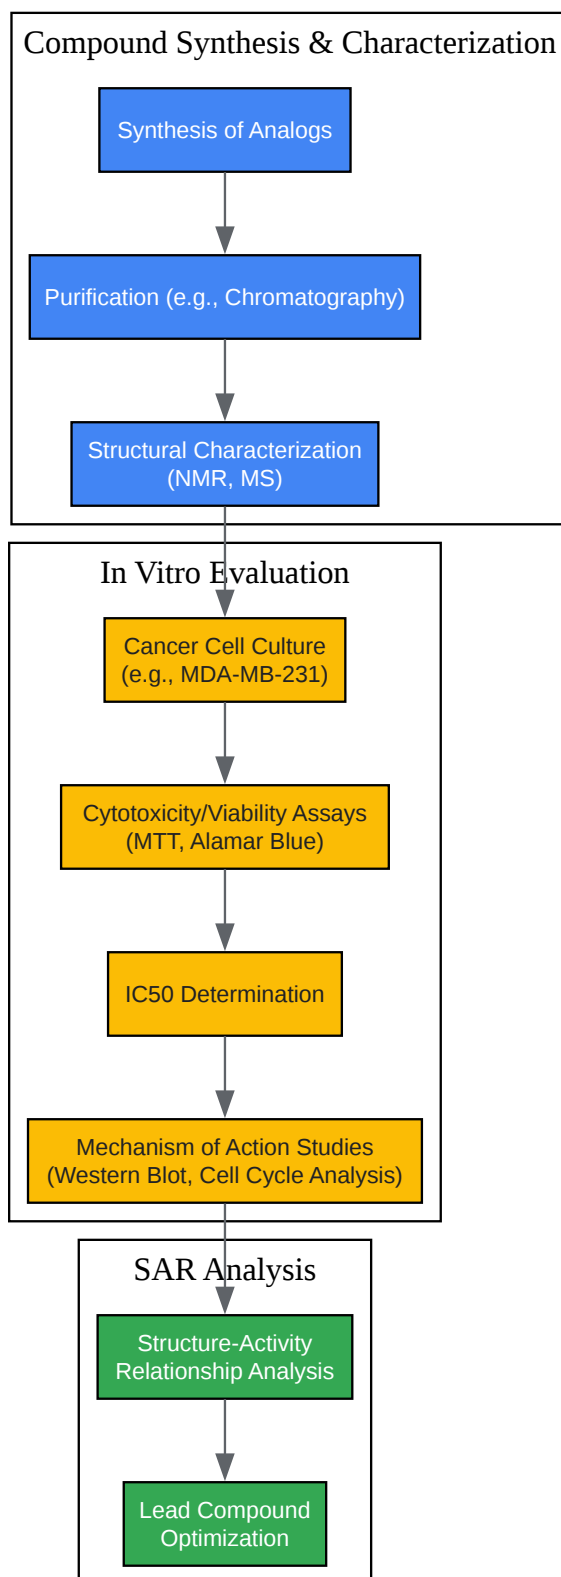 Compound Synthesis & Characterization
Synthesis of Analogs
Purification (e.g., Chromatography)
Structural Characterization
(NMR, MS)
In Vitro Evaluation
Cancer Cell Culture
(e.g., MDA-MB-231)
Cytotoxicity/Viability Assays
(MTT, Alamar Blue)
IC50 Determination
Mechanism of Action Studies
(Western Blot, Cell Cycle Analysis)
SAR Analysis
Structure-Activity
Relationship Analysis
Lead Compound
Optimization